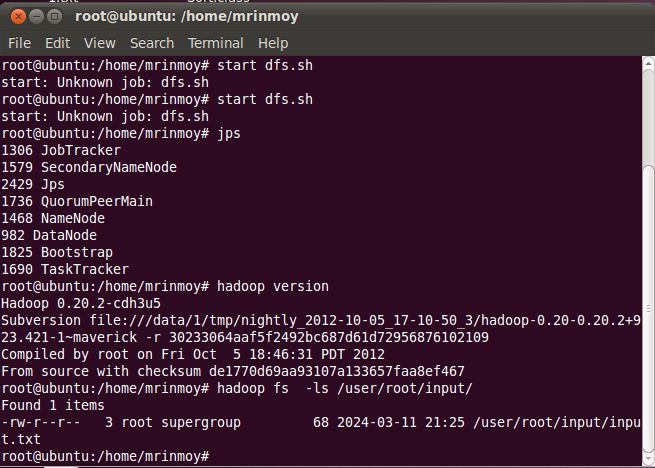 root@ubuntu: /home/mrinmoy
File Edit View Search Terminal Help
root@ubuntu:/home/mrinmoy# start dfs.sh
start: Unknown job: dfs.sh
root@ubuntu:/home/mrinmoy# start dfs.sh
start: Unknown job: dfs.sh
root@ubuntu:/home/mrinmoy# jps
1306 JobTracker
1579 SecondaryNameNode
2429 Jps
1736 QuorumPeerMain
1468 NameNode
982 DataNode
1825 Bootstrap
1690 TaskTracker
root@ubuntu:/home/mrinmoy# hadoop version
Hadoop 0.20.2-cdh3u5
Subversion file:///data/1/tmp/nightly_2012-10-05_17-10-50_3/hadoop-0.20-0.20.2+9
23.421-1~maverick -r 30233064aaf5f2492bc687d61d72956876102109
Compiled by root on Fri Oct  5 18:46:31 PDT 2012
From source with checksum de1770d69aa93107a133657faa8ef467
root@ubuntu:/home/mrinmoy# hadoop fs  -ls /user/root/input/
Found 1 items
-rw-r--r--   3 root supergroup         68 2024-03-11 21:25 /user/root/input/inpu
t.txt
root@ubuntu:/home/mrinmoy#